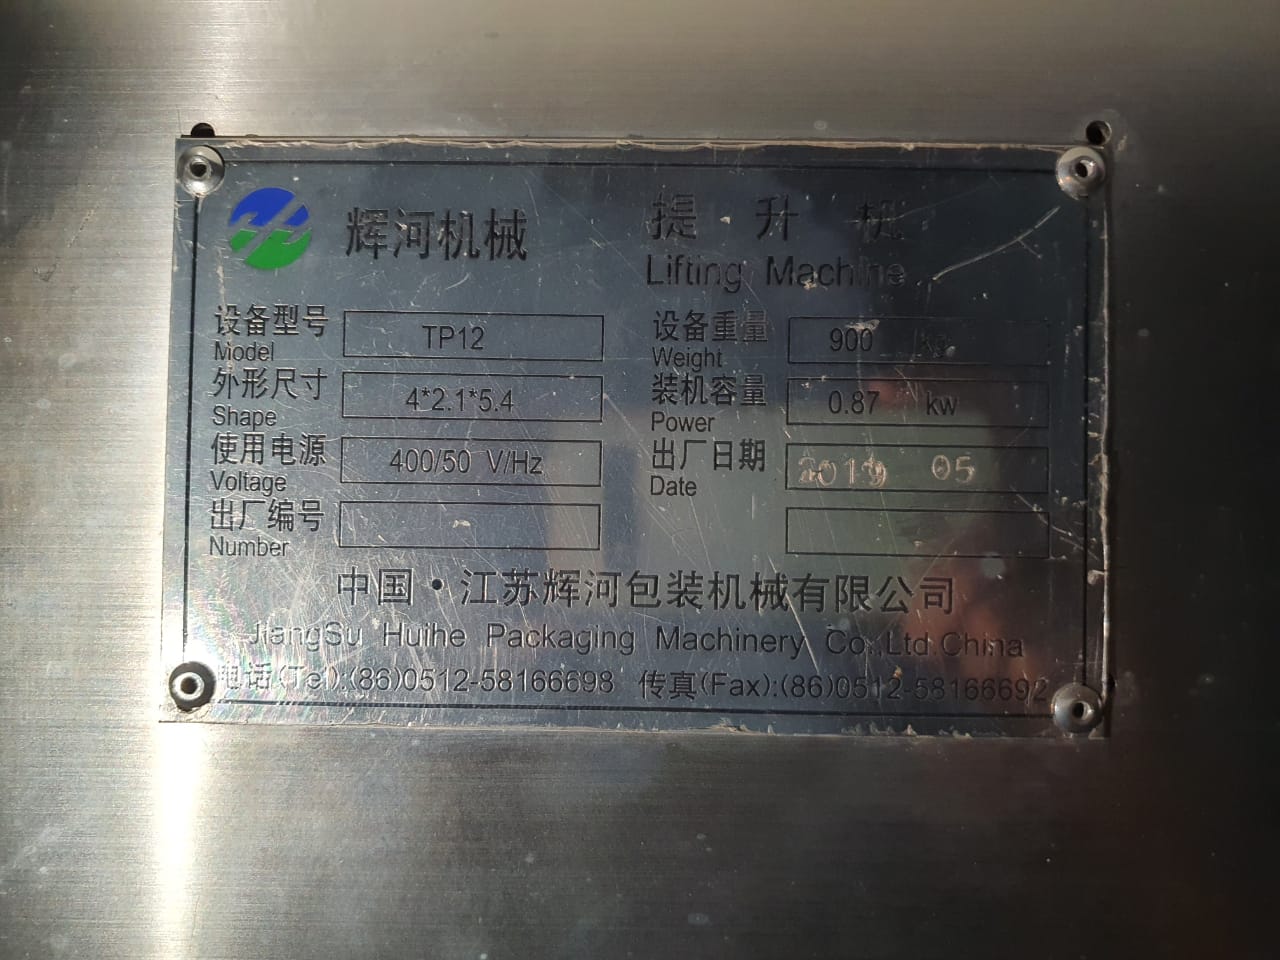 辉河机械
提升机
Lifting Machine
设备型号 TP12
Model
设备重量 900 kg
Weight
外形尺寸 4*2.1*5.4
Shape
装机容量 0.87 kw
Power
使用电源 400/50 V/Hz
Voltage
出厂日期 2019 05
Date
出厂编号
Number
中国·江苏辉河包装机械有限公司
JiangSu Huihe Packaging Machinery Co.,Ltd.China
电话(Tel):(86)0512-58166698 传真(Fax):(86)0512-58166692